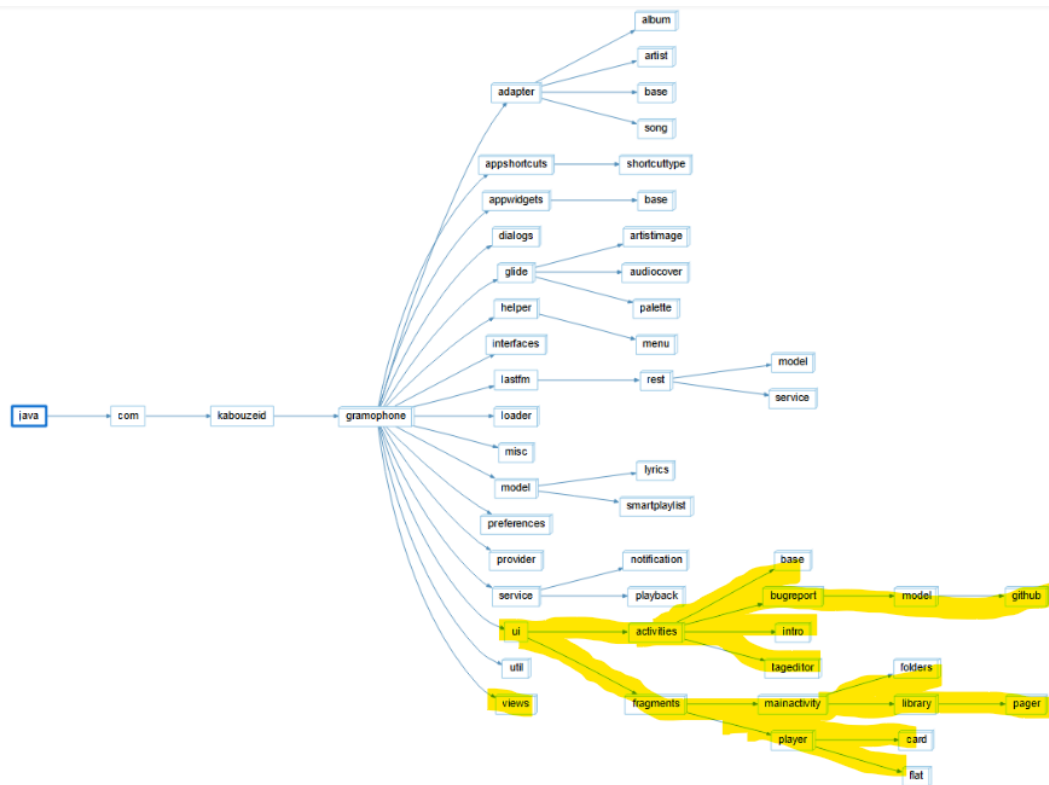 album
artist
adapter
base
song
appshortcuts
shortcuttype
appwidgets
base
dialogs
artistimage
glide
audiocover
helper
palette
interfaces
menu
lastfm
rest
model
service
java
com
kabouzeid
gramophone
loader
misc
model
lyrics
smartplaylist
preferences
provider
notification
base
service
playback
bugreport
model
github
ui
activities
intro
util
tageditor
folders
views
fragments
mainactivity
library
pager
player
card
flat